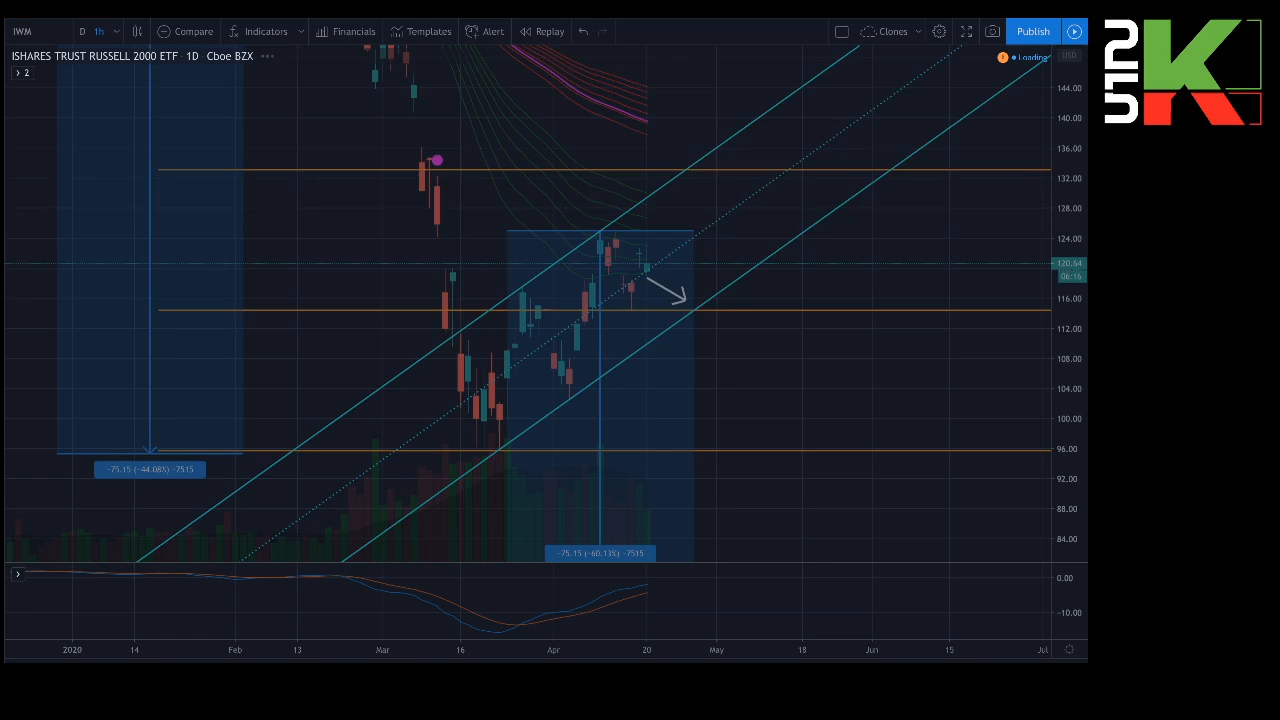 IWM D 1h Compare Indicators Financials Templates Alert Replay Clones Publish
ISHARES TRUST RUSSELL 2000 ETF · 1D · Cboe BZX
Loading
USD
2
144.00
140.00
136.00
132.00
128.00
124.00
120.64
06:16
116.00
112.00
108.00
104.00
100.00
96.00
92.00
88.00
84.00
-75.15 (-44.08%) -7515
-75.15 (-60.13%) -7515
0.00
-10.00
2020 14 Feb 13 Mar 16 Apr 20 May 18 Jun 15 Jul
25
K